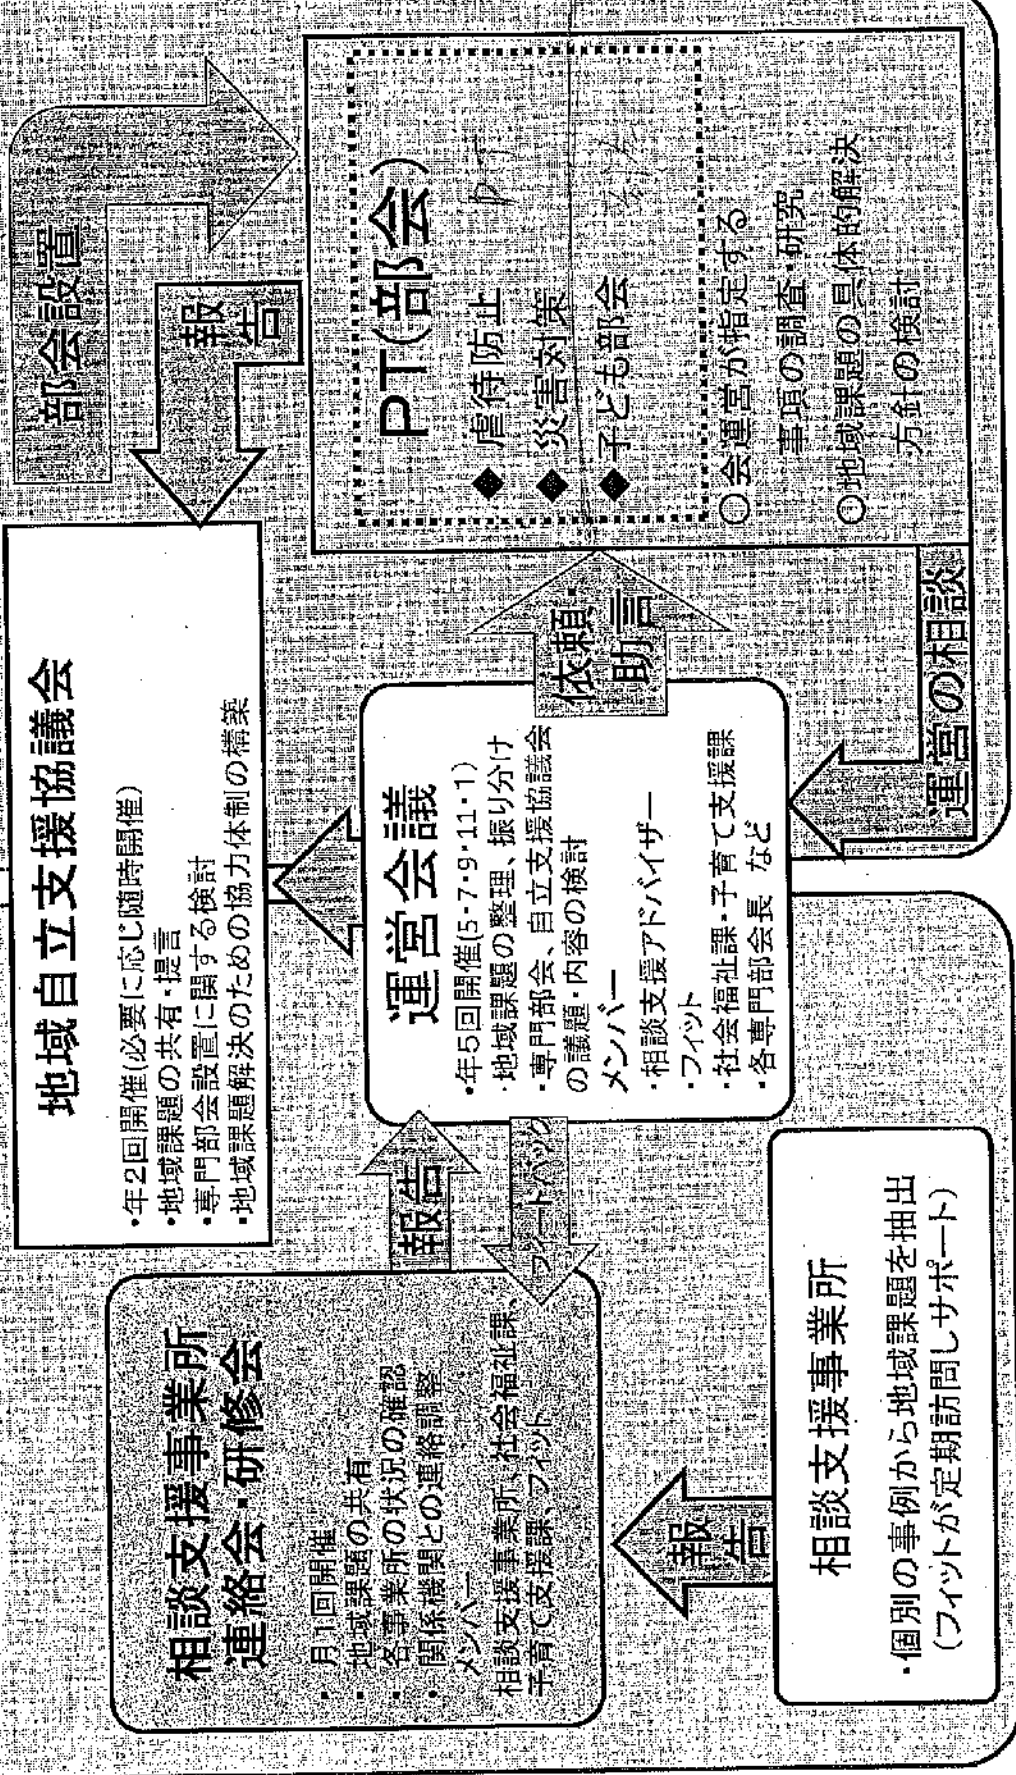 地域自立支援協議会
・年2回開催(必要に応じ随時開催)
・地域課題の共有・提言
・専門部会設置に関する検討
・地域課題解決のための協力体制の構築
部会設置
報告
相談支援事業所
連絡会・研修会
・月1回開催
・地域課題の共有
・各事業所の状況の確認
・関係機関との連絡調整
メンバー
相談支援事業所、社会福祉課、
子育て支援課、フィット
報告
フィードバック
運営会議
・年5回開催(5・7・9・11・1)
・地域課題の整理、振り分け
・専門部会、自立支援協議会
の議題・内容の検討
メンバー
・相談支援アドバイザー
・フィット
・社会福祉課・子育て支援課
・各専門部会長 など
依頼・
助言
PT(部会)
◆ 虐待防止
◆ 災害対策
◆ 子ども部会
○会運営が指定する
事項の調査・研究
○地域課題の具体的解決
方針の検討
運営の相談
報告
相談支援事業所
・個別の事例から地域課題を抽出
(フィットが定期訪問しサポート)